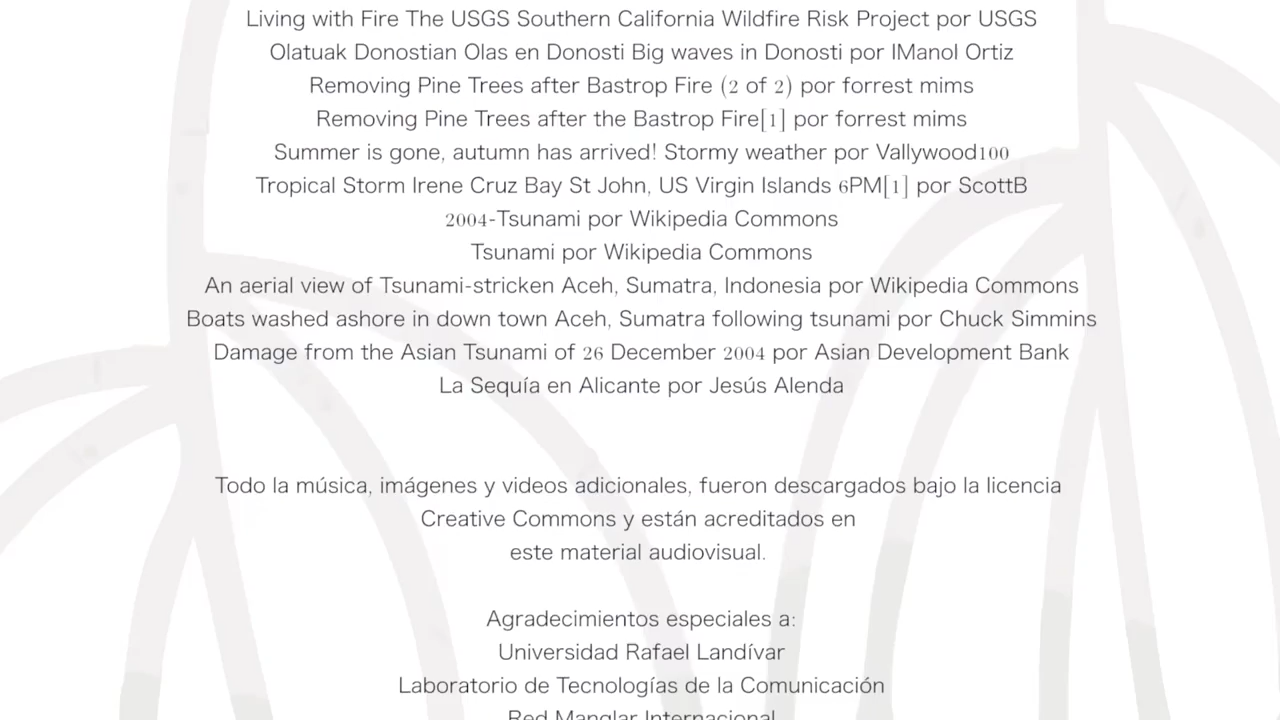 Living with Fire The USGS Southern California Wildfire Risk Project por USGS
Olatuak Donostian Olas en Donosti Big waves in Donosti por IManol Ortiz
Removing Pine Trees after Bastrop Fire (2 of 2) por forrest mims
Removing Pine Trees after the Bastrop Fire[1] por forrest mims
Summer is gone, autumn has arrived! Stormy weather por Vallywood100
Tropical Storm Irene Cruz Bay St John, US Virgin Islands 6PM[1] por ScottB
2004-Tsunami por Wikipedia Commons
Tsunami por Wikipedia Commons
An aerial view of Tsunami-stricken Aceh, Sumatra, Indonesia por Wikipedia Commons
Boats washed ashore in down town Aceh, Sumatra following tsunami por Chuck Simmins
Damage from the Asian Tsunami of 26 December 2004 por Asian Development Bank
La Sequía en Alicante por Jesús Alenda
Todo la música, imágenes y videos adicionales, fueron descargados bajo la licencia
Creative Commons y están acreditados en
este material audiovisual.
Agradecimientos especiales a:
Universidad Rafael Landívar
Laboratorio de Tecnologías de la Comunicación
Red Manglar Internacional